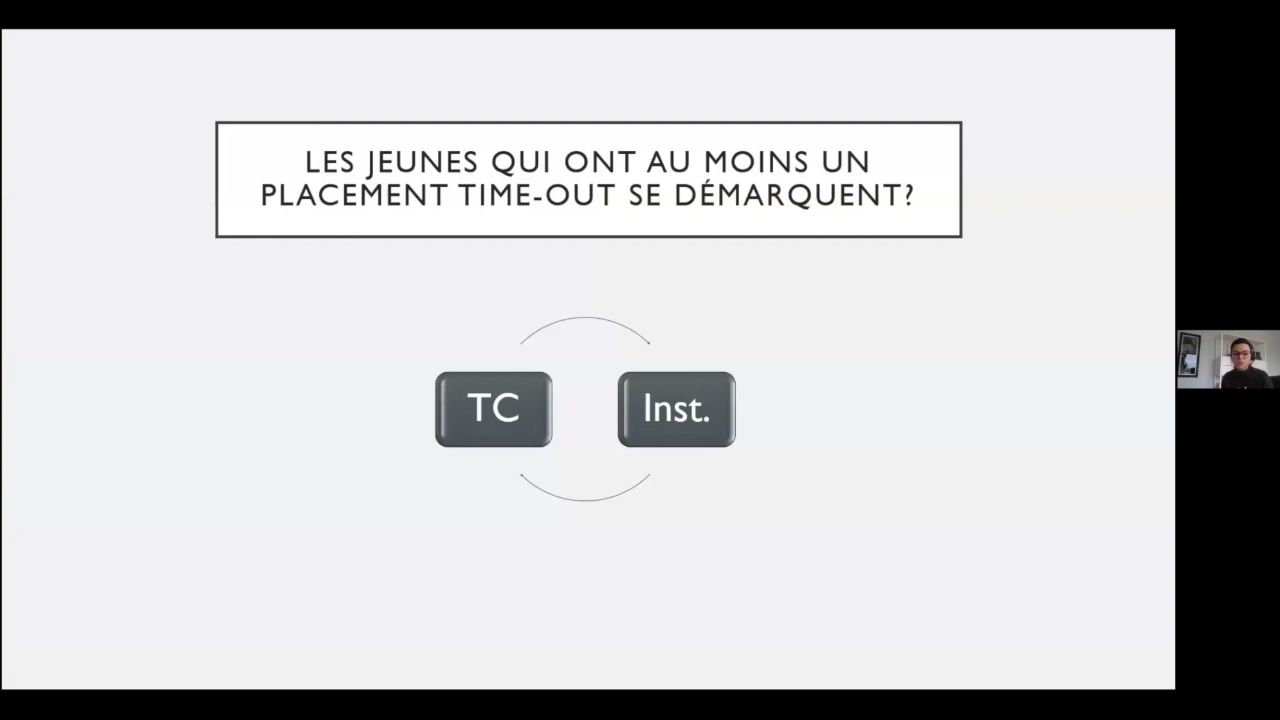 LES JEUNES QUI ONT AU MOINS UN
PLACEMENT TIME-OUT SE DÉMARQUENT?
TC
Inst.